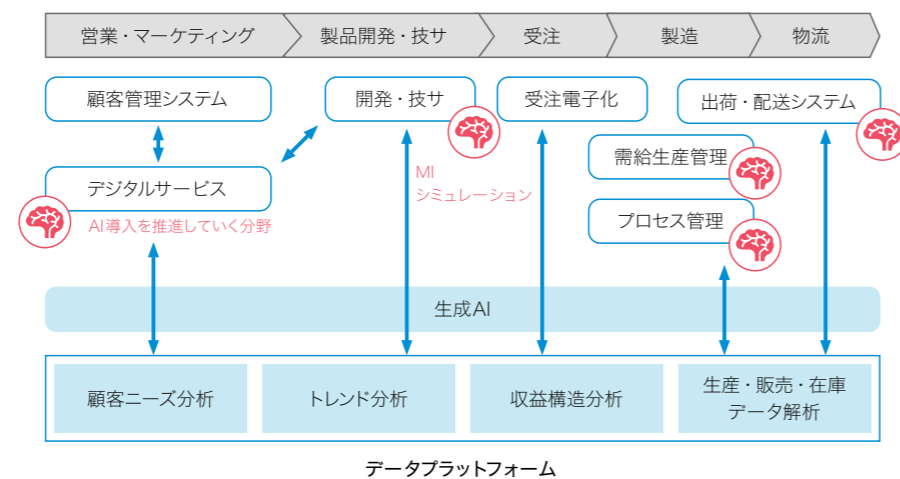 営業・マーケティング
製品開発・技サ
受注
製造
物流
顧客管理システム
開発・技サ
受注電子化
出荷・配送システム
需給生産管理
MI
シミュレーション
デジタルサービス
プロセス管理
AI導入を推進していく分野
生成AI
顧客ニーズ分析
トレンド分析
収益構造分析
生産・販売・在庫
データ解析
データプラットフォーム